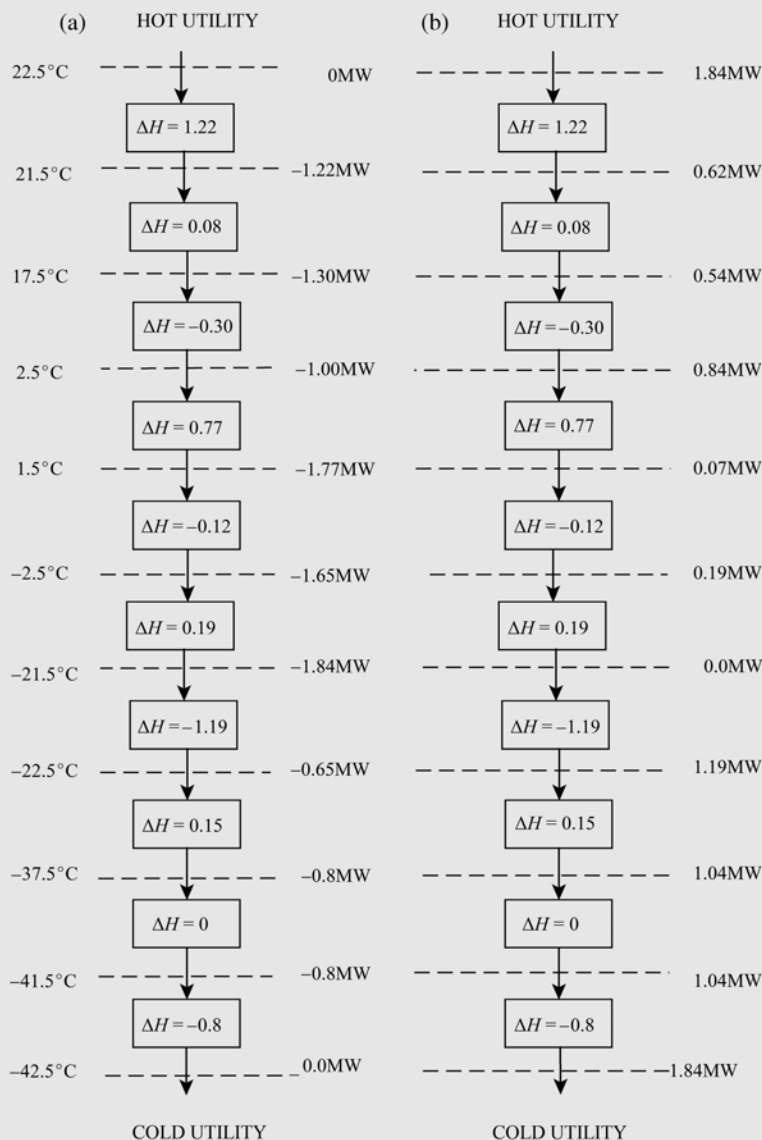 (a) HOT UTILITY (b) HOT UTILITY
22.5°C 0MW 1.84MW
ΔH = 1.22 ΔH = 1.22
21.5°C –1.22MW 0.62MW
ΔH = 0.08 ΔH = 0.08
17.5°C –1.30MW 0.54MW
ΔH = –0.30 ΔH = –0.30
2.5°C –1.00MW 0.84MW
ΔH = 0.77 ΔH = 0.77
1.5°C –1.77MW 0.07MW
ΔH = –0.12 ΔH = –0.12
–2.5°C –1.65MW 0.19MW
ΔH = 0.19 ΔH = 0.19
–21.5°C –1.84MW 0.0MW
ΔH = –1.19 ΔH = –1.19
–22.5°C –0.65MW 1.19MW
ΔH = 0.15 ΔH = 0.15
–37.5°C –0.8MW 1.04MW
ΔH = 0 ΔH = 0
–41.5°C –0.8MW 1.04MW
ΔH = –0.8 ΔH = –0.8
–42.5°C 0.0MW 1.84MW
COLD UTILITY COLD UTILITY